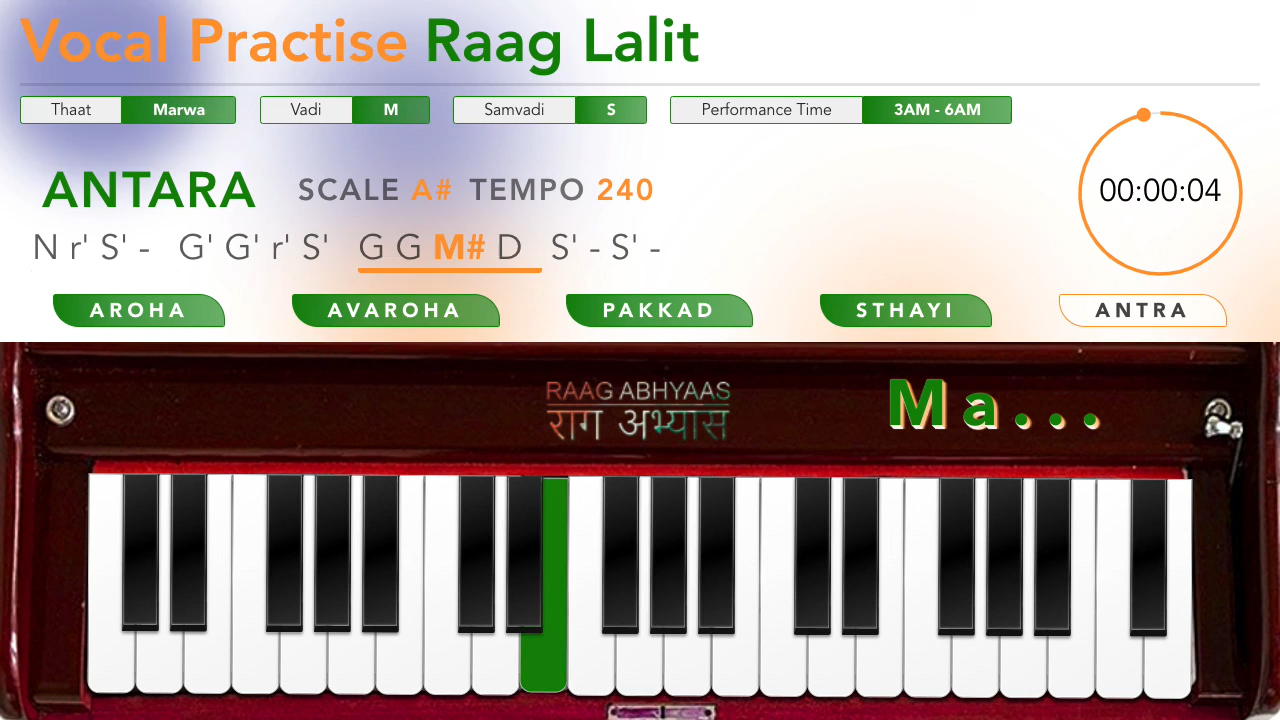 Vocal Practise Raag Lalit
Thaat Marwa Vadi M Samvadi S Performance Time 3AM - 6AM
ANTARA SCALE A# TEMPO 240
00:00:04
N r' S' - G' G' r' S' G G M# D S' - S' -
AROHA AVAROHA PAKKAD STHAYI ANTRA
RAAG ABHYAAS
राग अभ्यास
Ma...